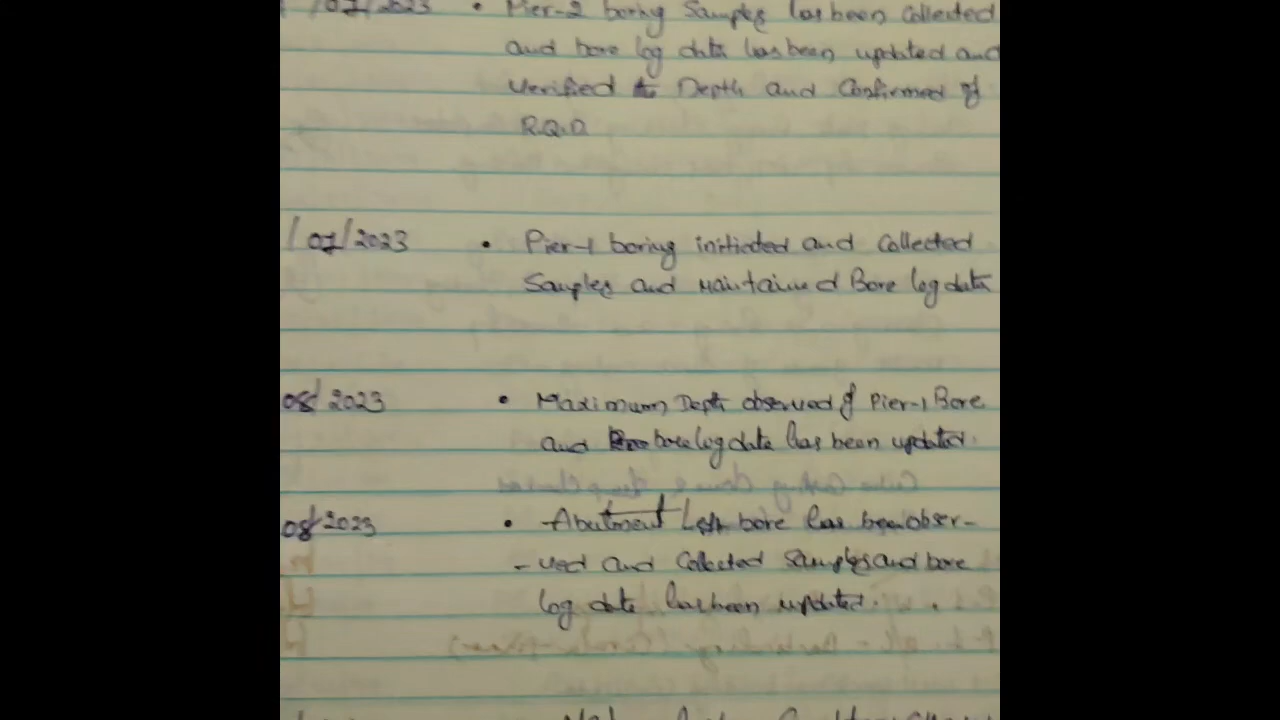 /07/2023 • Pier-2 boring Samples has been collected
and bore log data has been updated and
verified to Depth and Confirmed of
R.Q.D
/07/2023 • Pier-1 boring initiated and collected
Samples and Maintained Bore log data
08/2023 • Maximum Depth observed of Pier-1 Bore
and bore log data has been updated.
08/2023 • Abutment Left bore has been obser-
-ved and collected samples and bore
log data has been updated.